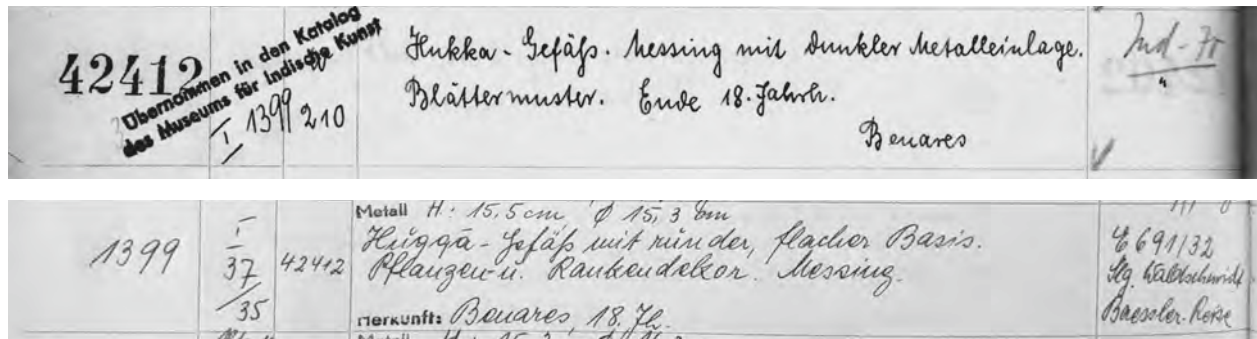 42412
Übernommen in den Katalog
des Museums für Indische Kunst
I 1399 210
Hukka - Gefäß. Messing mit dunkler Metalleinlage.
Blättermuster. Ende 18. Jahrh.
Benares
Ind -
"
1399
I
37
/
35
42412
Metall H: 15.5 cm, Ø 15,3 cm
Huqqa - Gefäß mit runder, flacher Basis.
Pflanzen u. Rankendekor. Messing.
Herkunft: Benares, 18. Jh.
E 691/32
Slg. Waldschmidt
Baessler-Reise